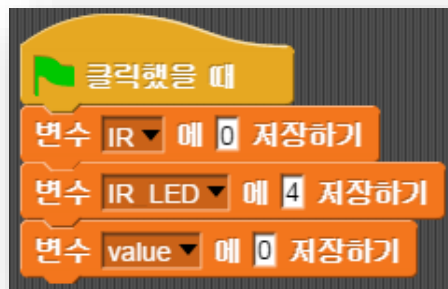 클릭했을 때
변수 IR 에 0 저장하기
변수 IR LED 에 4 저장하기
변수 value 에 0 저장하기